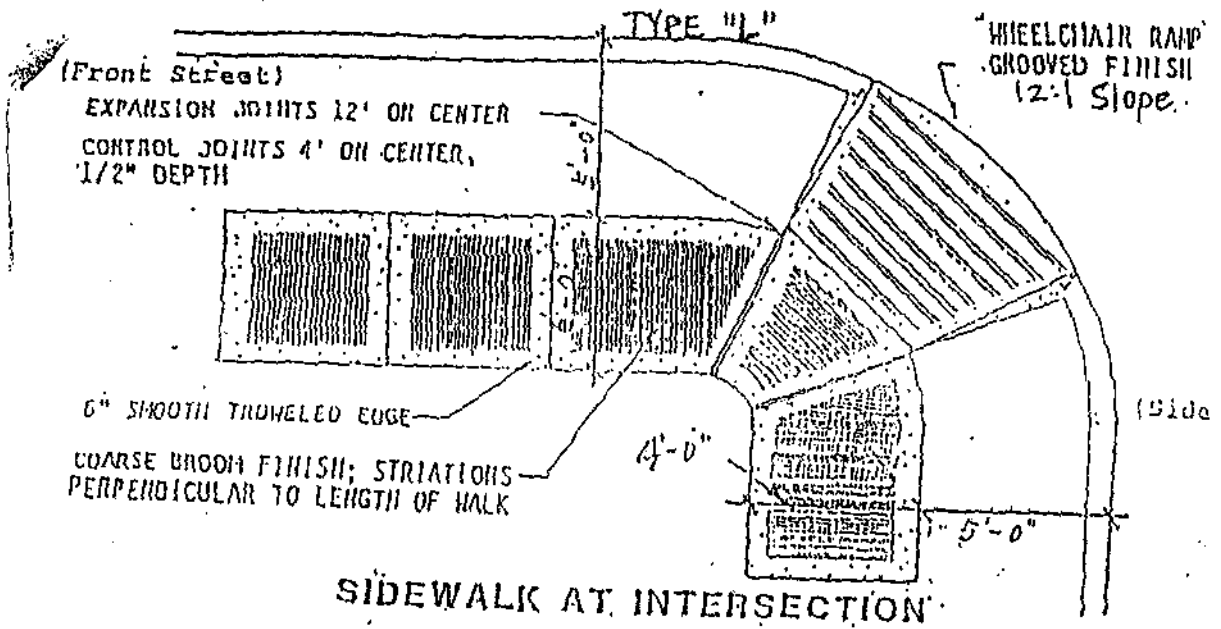 TYPE "L"
"WHEELCHAIR RAMP"
GROOVED FINISH
12:1 Slope.
(Front Street)
EXPANSION JOINTS 12' ON CENTER
CONTROL JOINTS 4' ON CENTER,
1/2" DEPTH
6" SMOOTH TROWELED EDGE
COARSE BROOM FINISH; STRIATIONS
PERPENDICULAR TO LENGTH OF WALK
4'-0"
(Side
5'-0"
SIDEWALK AT INTERSECTION